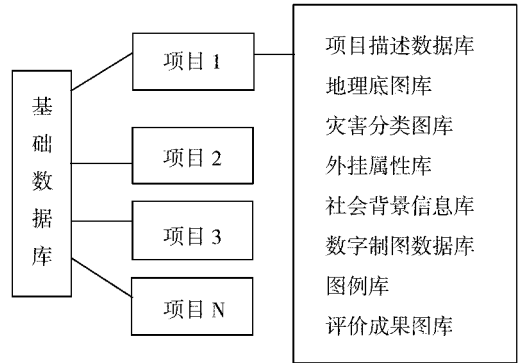 基础数据库
项目 1
项目 2
项目 3
项目 N
项目描述数据库
地理底图库
灾害分类图库
外挂属性库
社会背景信息库
数字制图数据库
图例库
评价成果图库